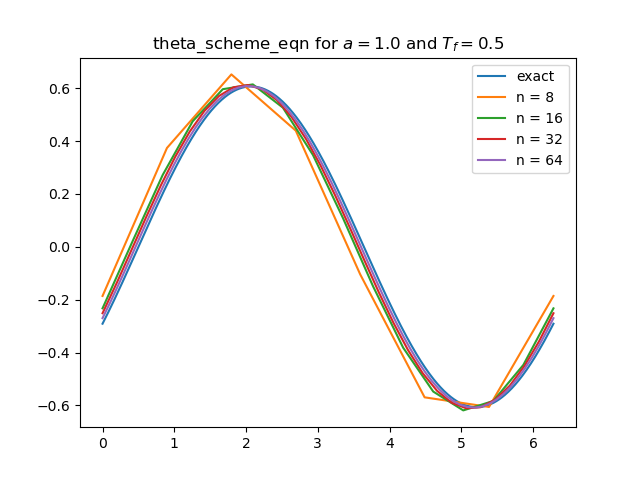 theta_scheme_eqn for a = 1.0 and T_f = 0.5
exact
n = 8
n = 16
n = 32
n = 64
0.6
0.4
0.2
0.0
−0.2
−0.4
−0.6
0 1 2 3 4 5 6